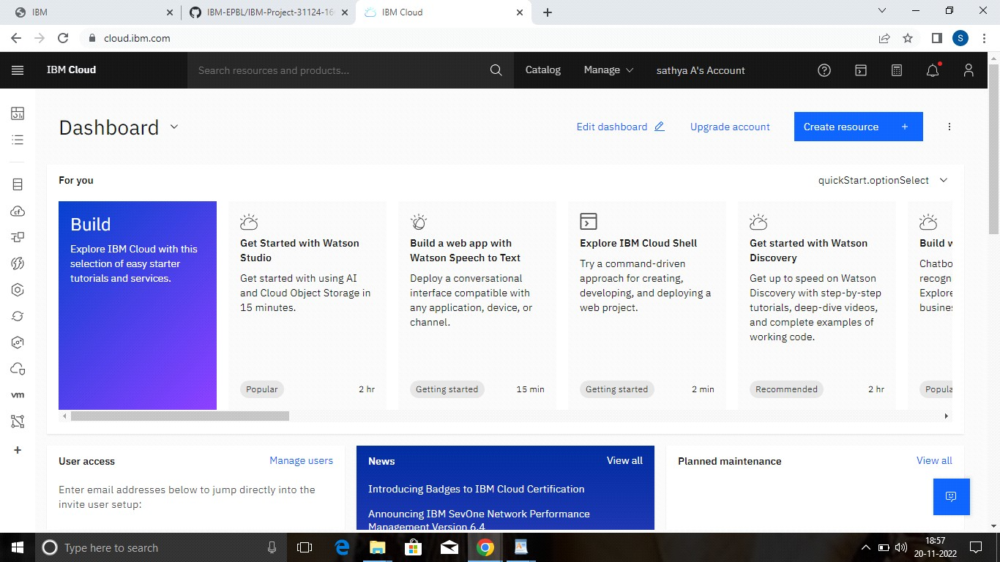 IBM
IBM-EPBL/IBM-Project-31124-16
IBM Cloud
cloud.ibm.com
S
IBM Cloud
Search resources and products...
Catalog
Manage
sathya A's Account
Dashboard
Edit dashboard
Upgrade account
Create resource +
For you
quickStart.optionSelect
Build
Explore IBM Cloud with this
selection of easy starter
tutorials and services.
Get Started with Watson
Studio
Get started with using AI
and Cloud Object Storage in
15 minutes.
Popular
2 hr
Build a web app with
Watson Speech to Text
Deploy a conversational
interface compatible with
any application, device, or
channel.
Getting started
15 min
Explore IBM Cloud Shell
Try a command-driven
approach for creating,
developing, and deploying a
web project.
Getting started
2 min
Get started with Watson
Discovery
Get up to speed on Watson
Discovery with step-by-step
tutorials, deep-dive videos,
and complete examples of
working code.
Recommended
2 hr
Build
Chatbo
recogn
Explore
busine
Popula
cf
vm
User access
Manage users
Enter email addresses below to jump directly into the
invite user setup:
News
View all
Introducing Badges to IBM Cloud Certification
Announcing IBM SevOne Network Performance
Management Version 6.4
Planned maintenance
View all
Type here to search
18:57
20-11-2022